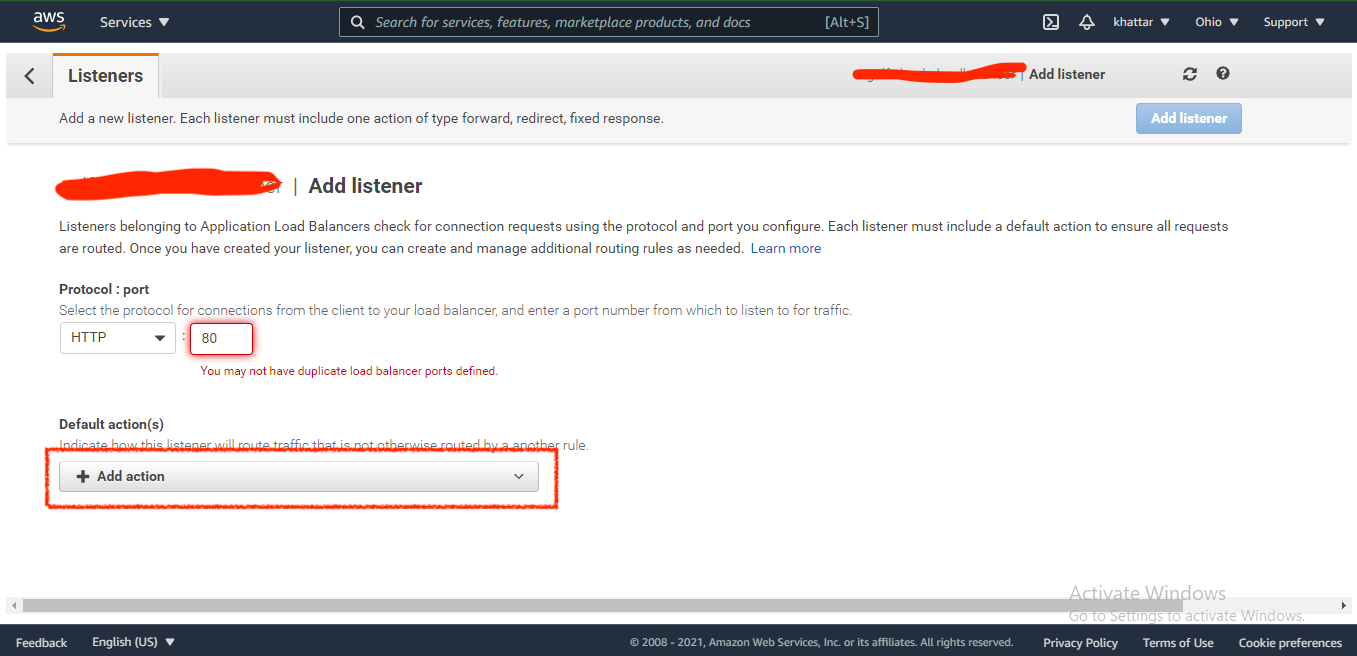 aws Services Search for services, features, marketplace products, and docs [Alt+S] khattar Ohio Support
Listeners | Add listener
Add a new listener. Each listener must include one action of type forward, redirect, fixed response. Add listener
| Add listener
Listeners belonging to Application Load Balancers check for connection requests using the protocol and port you configure. Each listener must include a default action to ensure all requests
are routed. Once you have created your listener, you can create and manage additional routing rules as needed. Learn more
Protocol : port
Select the protocol for connections from the client to your load balancer, and enter a port number from which to listen to for traffic.
HTTP : 80
You may not have duplicate load balancer ports defined.
Default action(s)
Indicate how this listener will route traffic that is not otherwise routed by a another rule.
Add action
Activate Windows
Go to Settings to activate Windows.
Feedback English (US) © 2008 - 2021, Amazon Web Services, Inc. or its affiliates. All rights reserved. Privacy Policy Terms of Use Cookie preferences